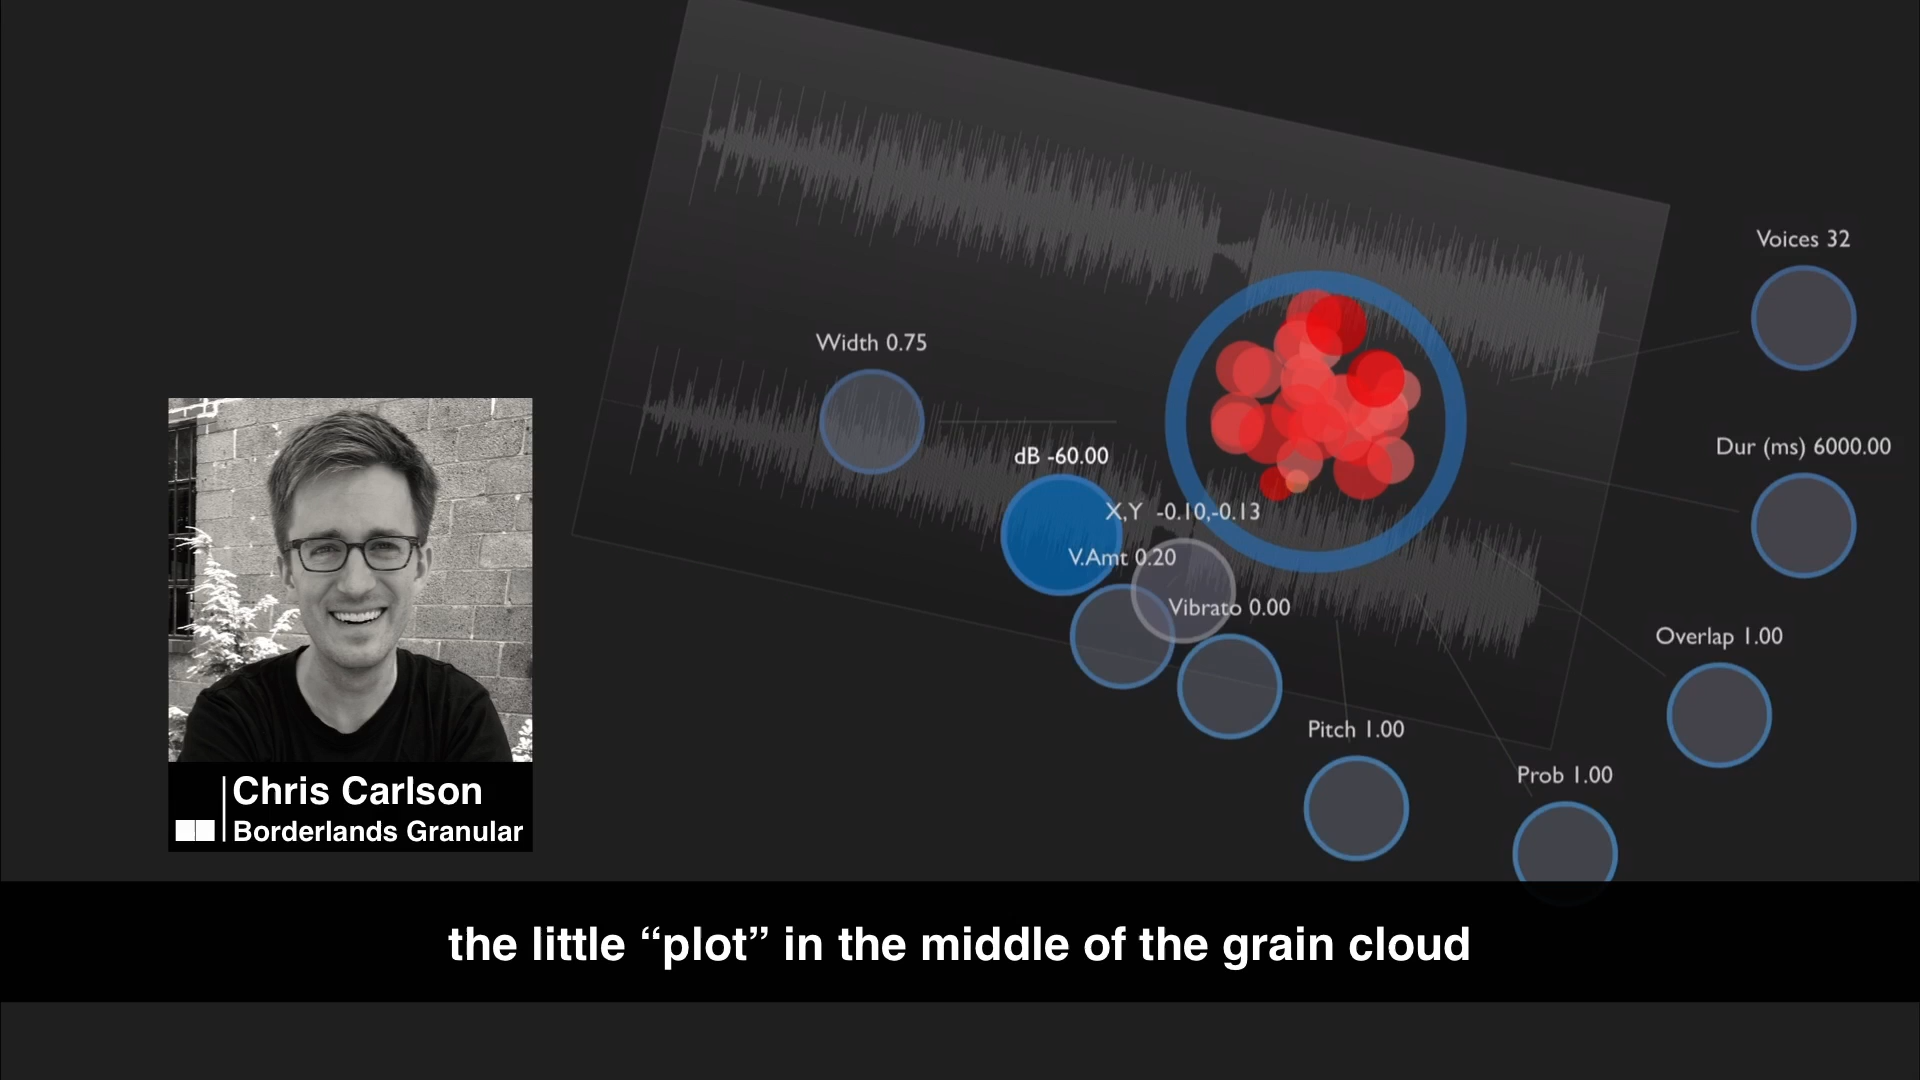 Voices 32
Width 0.75
Dur (ms) 6000.00
dB -60.00
X,Y -0.10,-0.13
V.Amt 0.20
Vibrato 0.00
Overlap 1.00
Pitch 1.00
Prob 1.00
Chris Carlson
Borderlands Granular
the little “plot” in the middle of the grain cloud